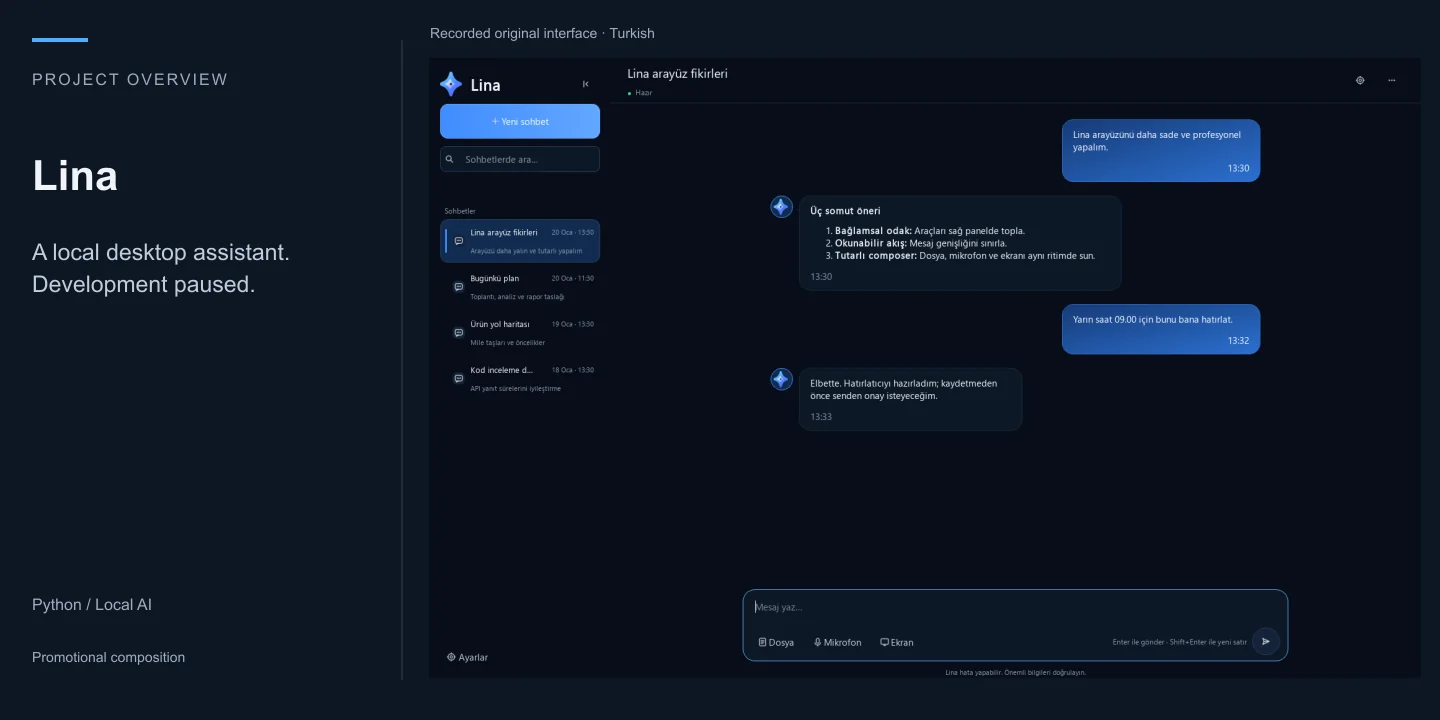 PROJECT OVERVIEW
Lina
A local desktop assistant.
Development paused.
Python / Local AI
Promotional composition
Recorded original interface · Turkish
Lina
+ Yeni sohbet
Sohbetlerde ara...
Sohbetler
Lina arayüz fikirleri 20 Oca · 13:30
Arayüzü daha yalın ve tutarlı yapalım
Bugünkü plan 20 Oca · 11:30
Toplantı, analiz ve rapor taslağı
Ürün yol haritası 19 Oca · 13:30
Mile taşları ve öncelikler
Kod inceleme d... 18 Oca · 13:30
API yanıt sürelerini iyileştirme
Ayarlar
Lina arayüz fikirleri
Hazır
Lina arayüzünü daha sade ve profesyonel
yapalım.
13:30
Üç somut öneri
1. Bağlamsal odak: Araçları sağ panelde topla.
2. Okunabilir akış: Mesaj genişliğini sınırla.
3. Tutarlı composer: Dosya, mikrofon ve ekranı aynı ritimde sun.
13:30
Yarın saat 09.00 için bunu bana hatırlat.
13:32
Elbette. Hatırlatıcıyı hazırladım; kaydetmeden
önce senden onay isteyeceğim.
13:33
Mesaj yaz...
Dosya Mikrofon Ekran Enter ile gönder · Shift+Enter ile yeni satır
Lina hata yapabilir. Önemli bilgileri doğrulayın.